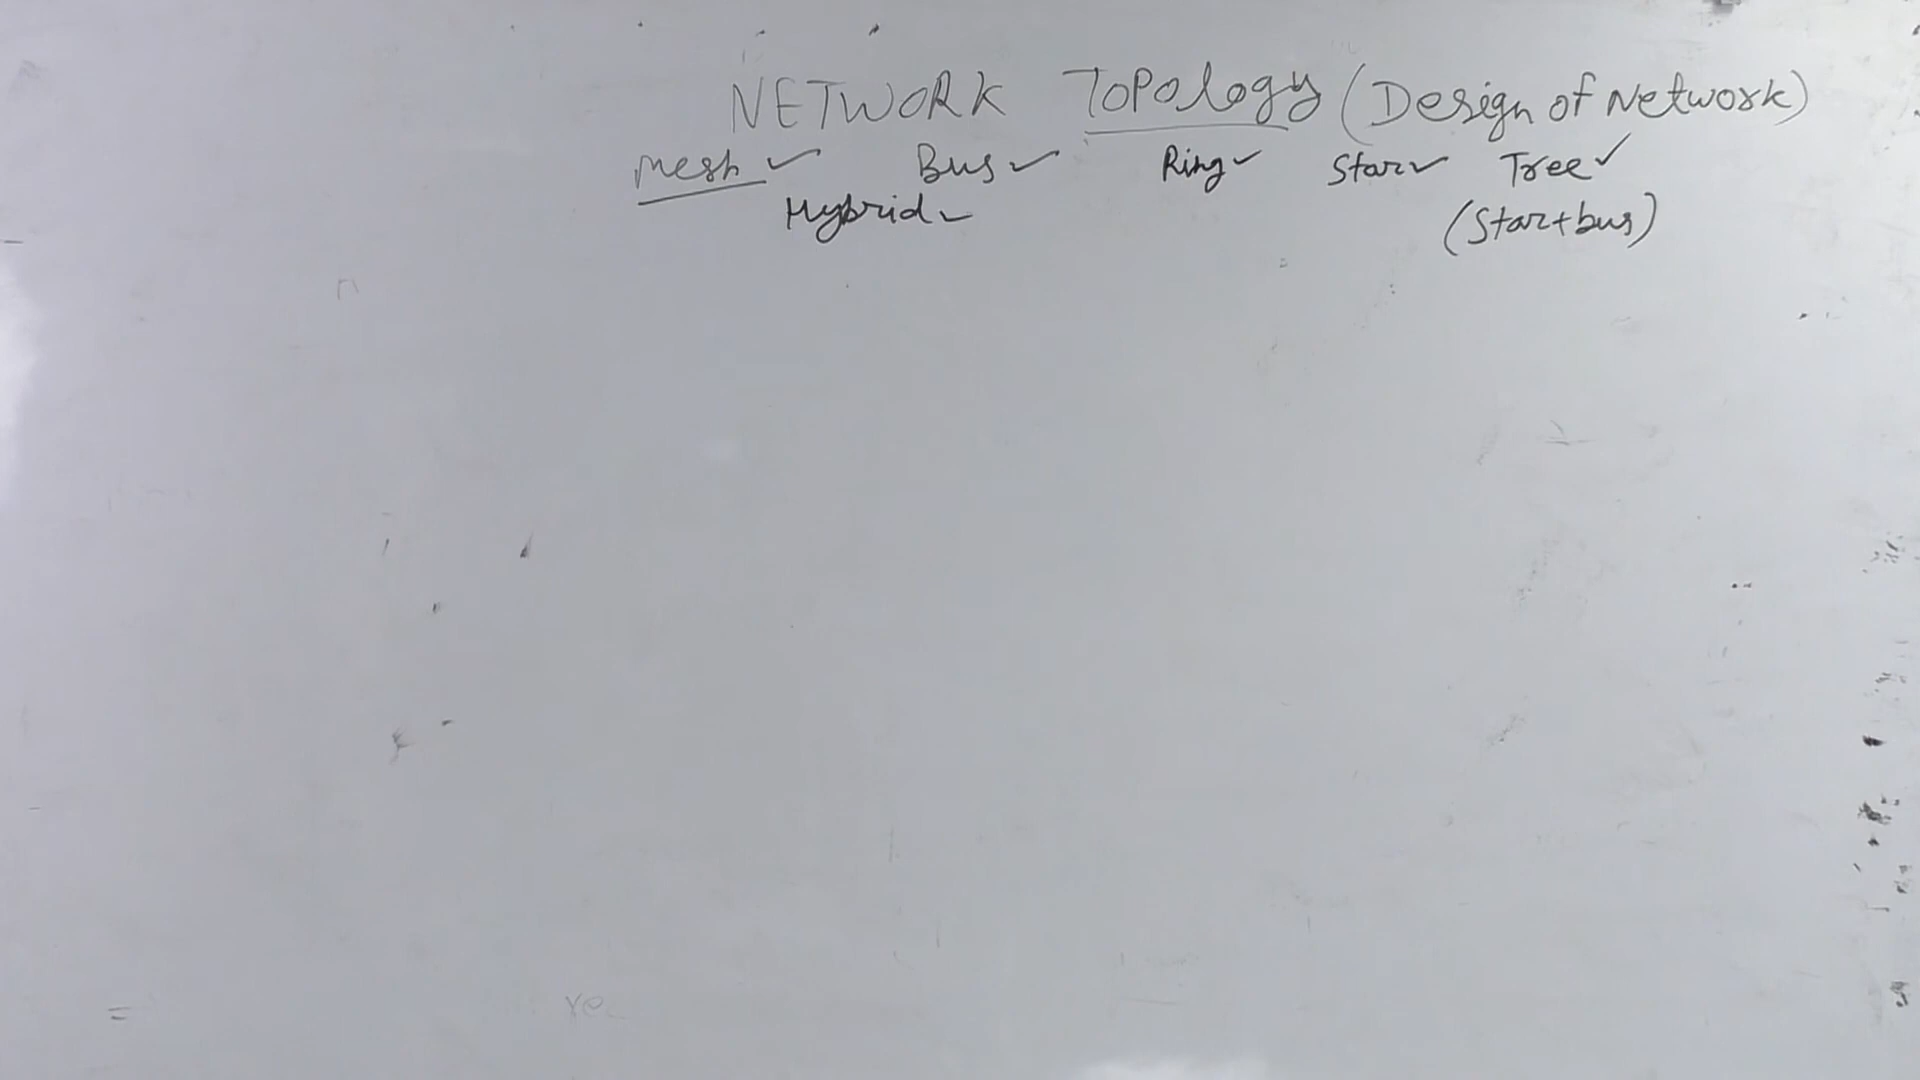 NETWORK Topology (Design of Network)
Mesh ✓ Bus ✓ Ring ✓ Star ✓ Tree ✓
Hybrid ✓ (Star+bus)